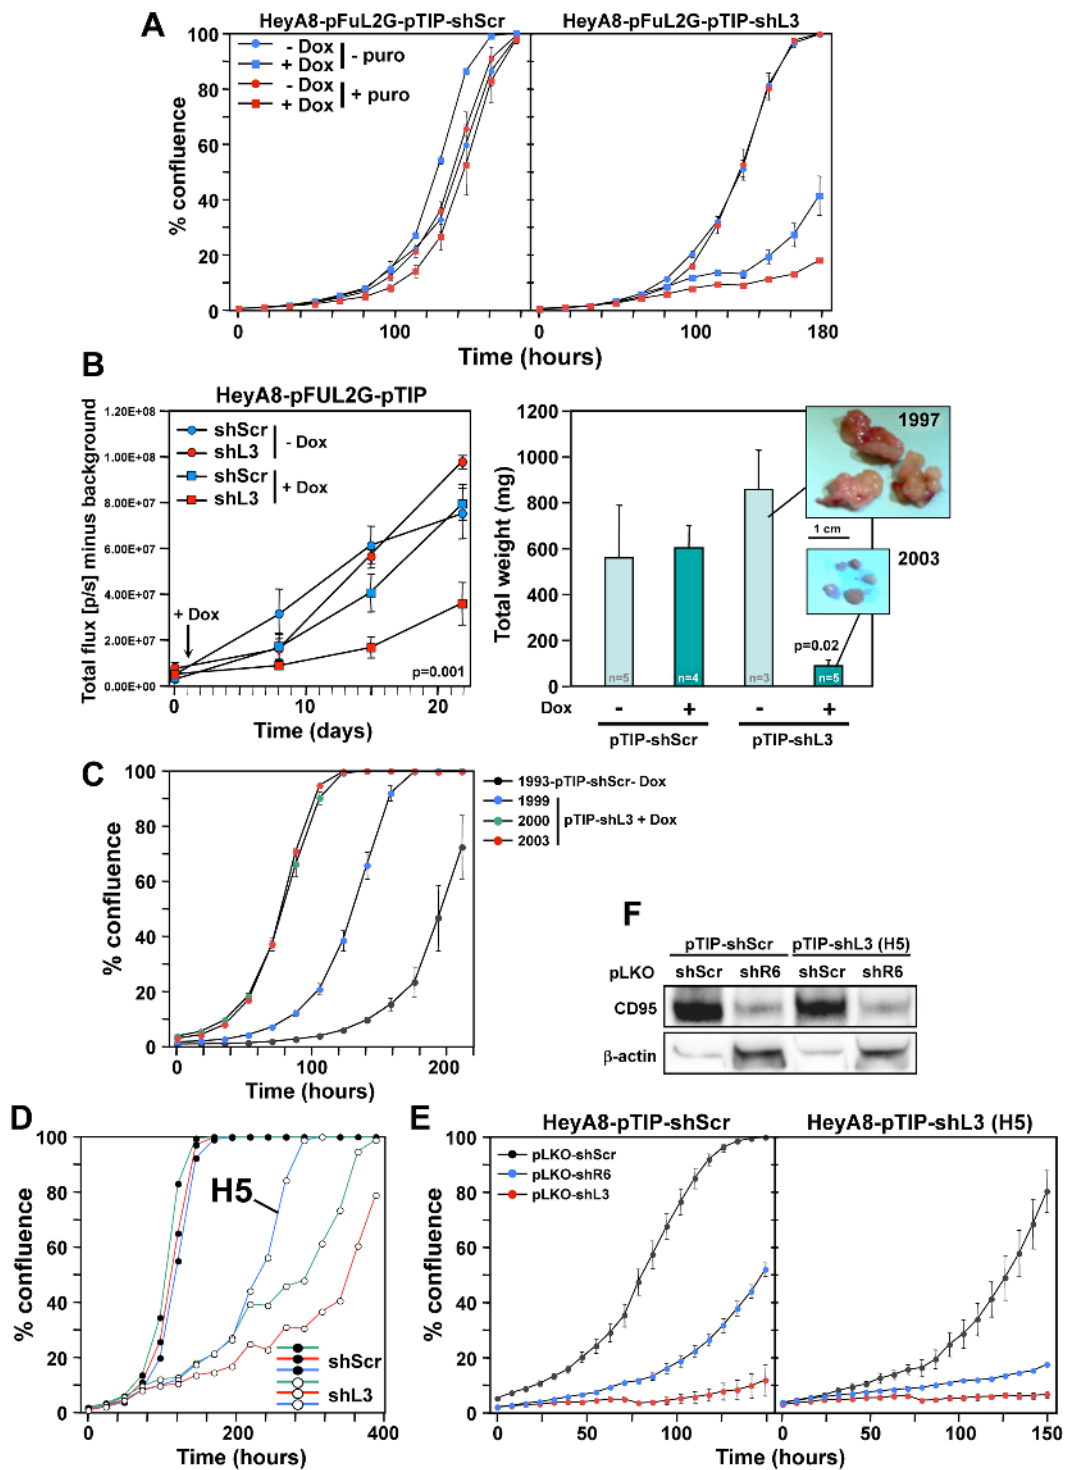 A
HeyA8-pFuL2G-pTIP-shScr
HeyA8-pFuL2G-pTIP-shL3
% confluence
100
80
60
40
20
0
- Dox
+ Dox
- puro
- Dox
+ Dox
+ puro
0
100
0
100
180
Time (hours)
B
HeyA8-pFUL2G-pTIP
Total flux [p/s] minus background
1.20E+08
1.00E+08
8.00E+07
6.00E+07
4.00E+07
2.00E+07
0.00E+00
shScr
shL3
- Dox
shScr
shL3
+ Dox
+ Dox
p=0.001
0
10
20
Time (days)
Total weight (mg)
1200
1000
800
600
400
200
0
1997
1 cm
2003
p=0.02
n=5
n=4
n=3
n=5
Dox
-
+
-
+
pTIP-shScr
pTIP-shL3
C
% confluence
100
80
60
40
20
0
0
100
200
Time (hours)
1993-pTIP-shScr- Dox
1999
2000
2003
pTIP-shL3 + Dox
F
pTIP-shScr
pTIP-shL3 (H5)
pLKO
shScr
shR6
shScr
shR6
CD95
β-actin
D
% confluence
100
80
60
40
20
0
H5
shScr
shL3
0
200
400
Time (hours)
E
HeyA8-pTIP-shScr
HeyA8-pTIP-shL3 (H5)
% confluence
100
80
60
40
20
0
pLKO-shScr
pLKO-shR6
pLKO-shL3
0
50
100
0
50
100
150
Time (hours)